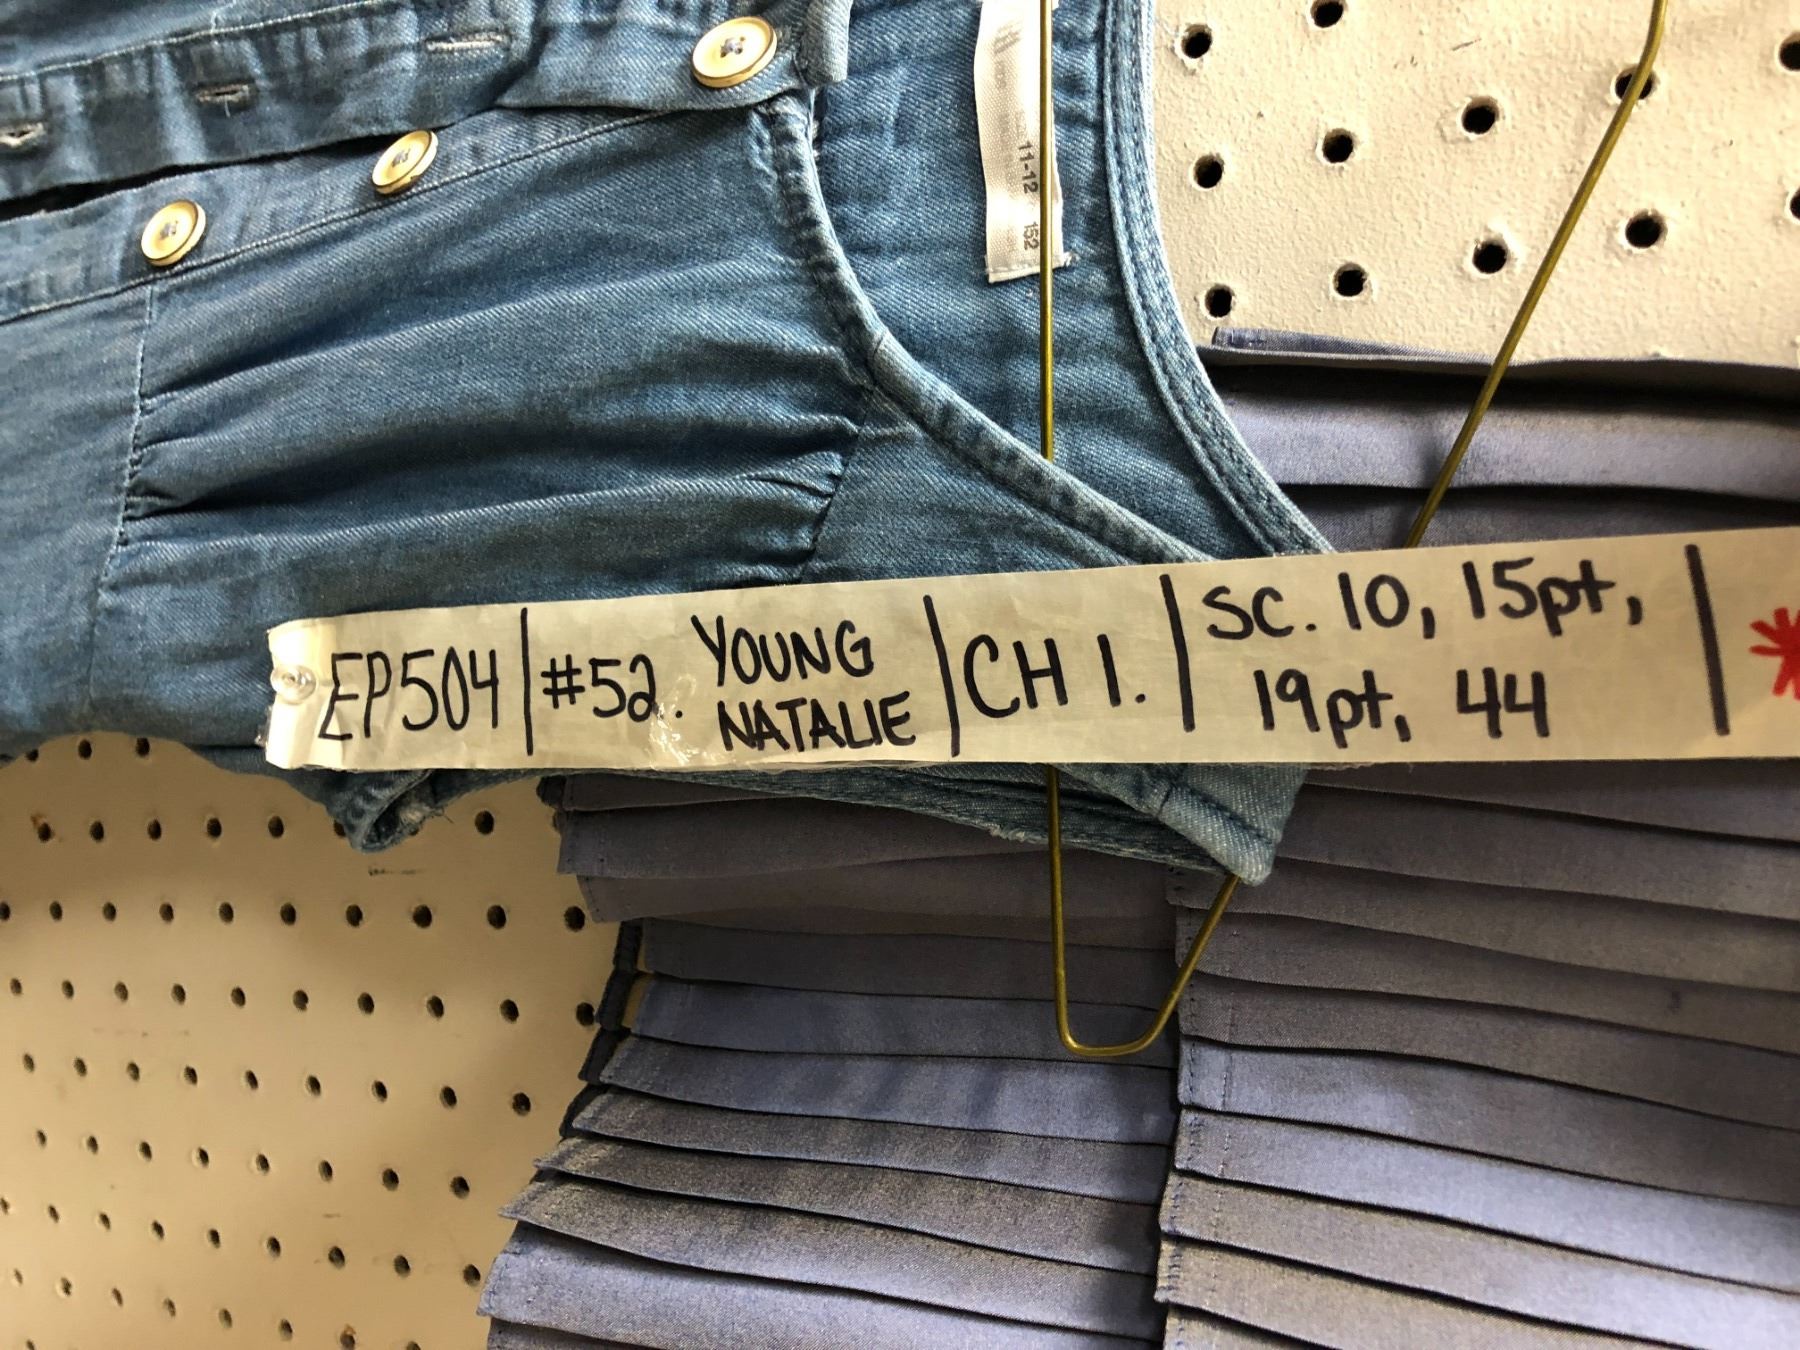 11-12 152
EP504 | #52. YOUNG NATALIE | CH 1. | SC. 10, 15pt,
19pt, 44 |